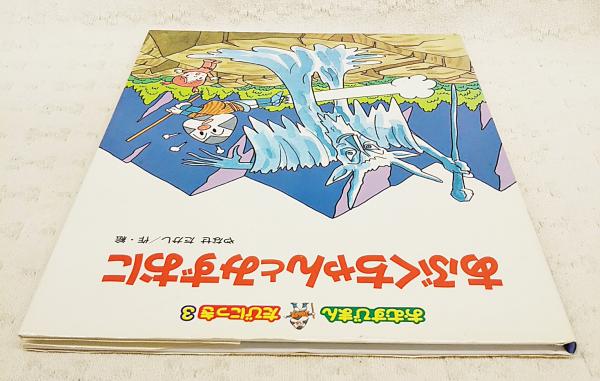 おむすびまん たびにっき 3
あぶくちゃんとみずおに
やなせ たかし/作・絵